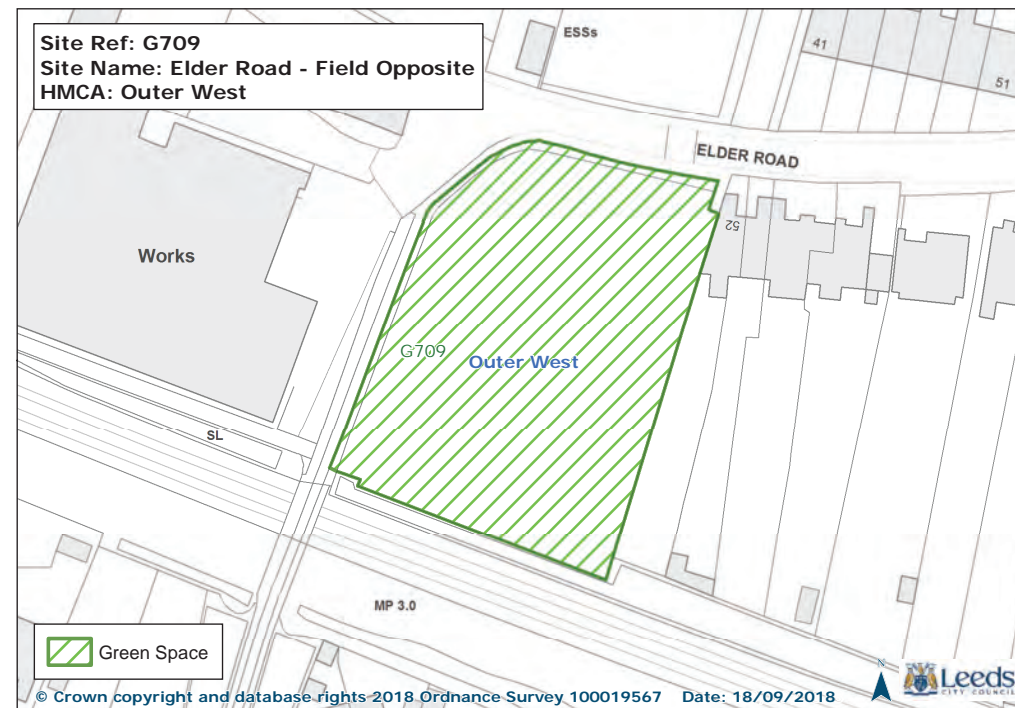 Site Ref: G709
Site Name: Elder Road - Field Opposite
HMCA: Outer West
ESSs
41
51
ELDER ROAD
52
Works
G709
Outer West
SL
MP 3.0
Green Space
N
Leeds
CITY COUNCIL
© Crown copyright and database rights 2018 Ordnance Survey 100019567 Date: 18/09/2018